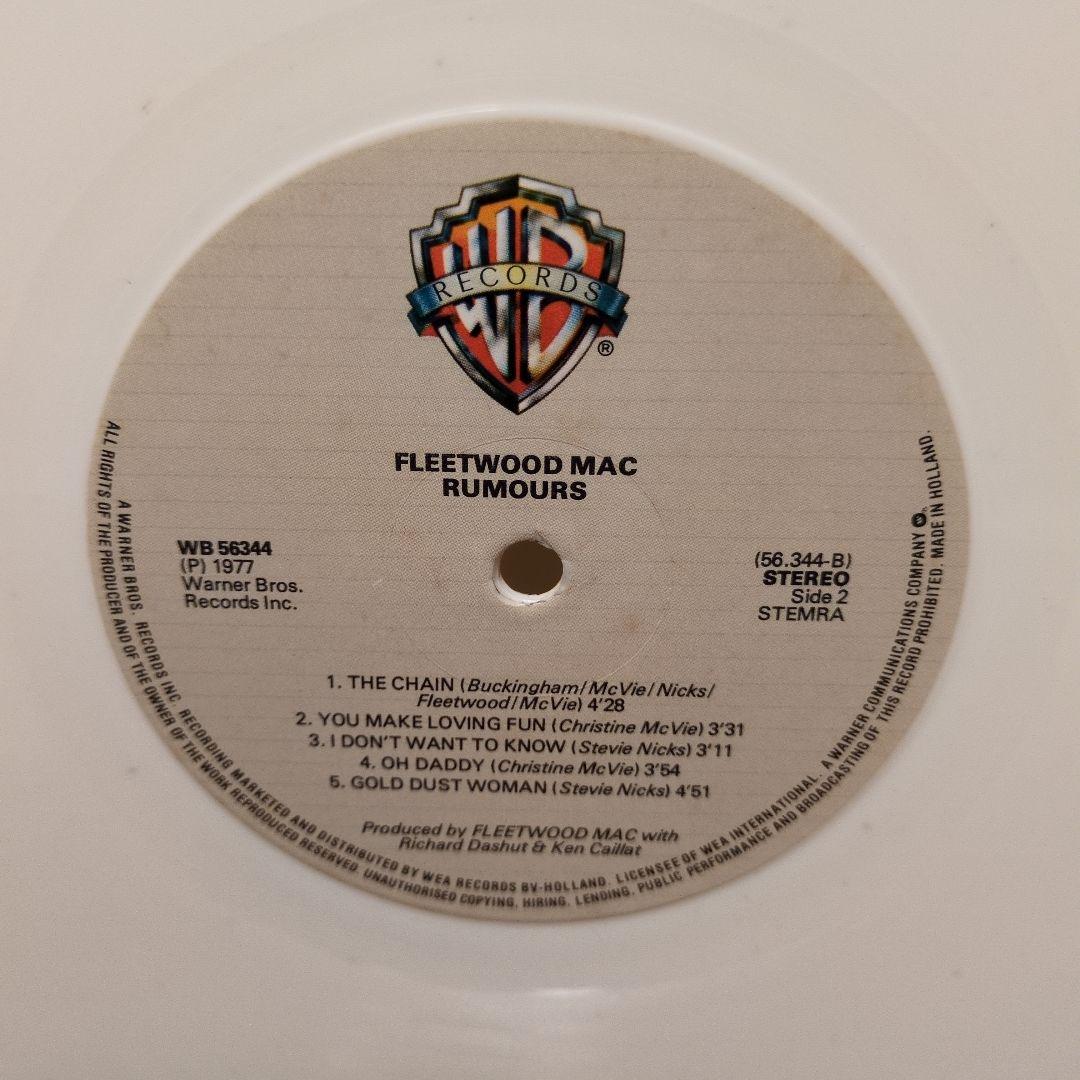 WB
RECORDS
®
FLEETWOOD MAC
RUMOURS
WB 56344
(P) 1977
Warner Bros.
Records Inc.
(56.344-B)
STEREO
Side 2
STEMRA
1. THE CHAIN (Buckingham/McVie/Nicks/
Fleetwood/McVie) 4'28
2. YOU MAKE LOVING FUN (Christine McVie) 3'31
3. I DON'T WANT TO KNOW (Stevie Nicks) 3'11
4. OH DADDY (Christine McVie) 3'54
5. GOLD DUST WOMAN (Stevie Nicks) 4'51
Produced by FLEETWOOD MAC with
Richard Dashut & Ken Caillat
A WARNER BROS. RECORDS INC. RECORDING MARKETED AND DISTRIBUTED BY WEA RECORDS BV-HOLLAND. LICENSEE OF WEA INTERNATIONAL. A WARNER COMMUNICATIONS COMPANY
ALL RIGHTS OF THE PRODUCER AND OF THE OWNER OF THE WORK REPRODUCED RESERVED. UNAUTHORISED COPYING, HIRING, LENDING, PUBLIC PERFORMANCE AND BROADCASTING OF THIS RECORD PROHIBITED. MADE IN HOLLAND.